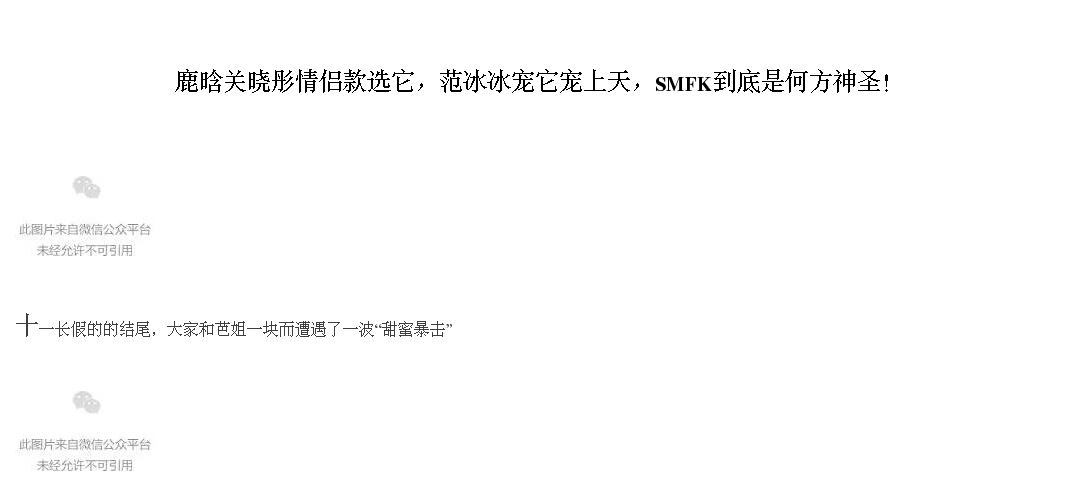 鹿晗关晓彤情侣款选它，范冰冰宠它宠上天，SMFK到底是何方神圣！
此图片来自微信公众平台
未经允许不可引用
十一长假的的结尾，大家和芭姐一块而遭遇了一波“甜蜜暴击”
此图片来自微信公众平台
未经允许不可引用